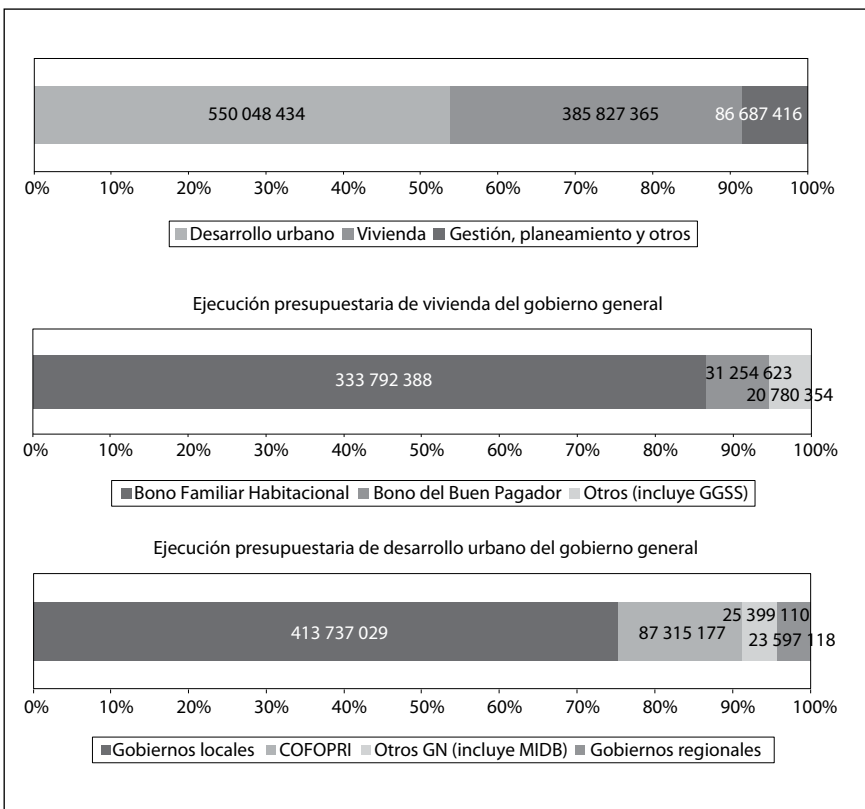 550 048 434 385 827 365 86 687 416
0% 10% 20% 30% 40% 50% 60% 70% 80% 90% 100%
Desarrollo urbano Vivienda Gestión, planeamiento y otros
Ejecución presupuestaria de vivienda del gobierno general
333 792 388 31 254 623
20 780 354
0% 10% 20% 30% 40% 50% 60% 70% 80% 90% 100%
Bono Familiar Habitacional Bono del Buen Pagador Otros (incluye GGSS)
Ejecución presupuestaria de desarrollo urbano del gobierno general
413 737 029 87 315 177 25 399 110
23 597 118
0% 10% 20% 30% 40% 50% 60% 70% 80% 90% 100%
Gobiernos locales COFOPRI Otros GN (incluye MIDB) Gobiernos regionales